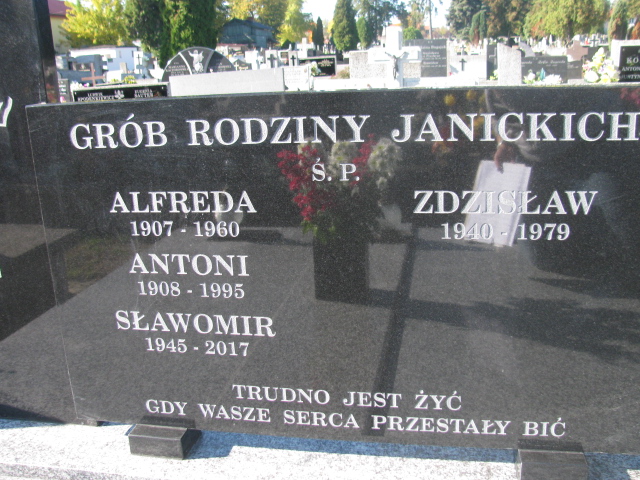 GRÓB RODZINY JANICKICH
Ś. P.
ALFREDA
1907 - 1960
ANTONI
1908 - 1995
SŁAWOMIR
1945 - 2017
ZDZISŁAW
1940 - 1979
TRUDNO JEST ŻYĆ
GDY WASZE SERCA PRZESTAŁY BIĆ